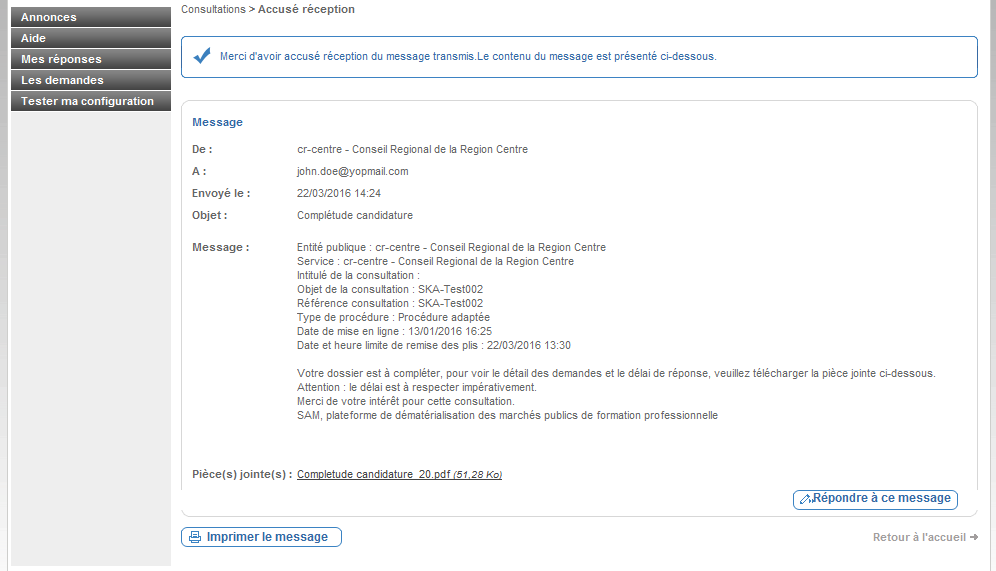 Annonces
Aide
Mes réponses
Les demandes
Tester ma configuration
Consultations > Accusé réception
Merci d'avoir accusé réception du message transmis.Le contenu du message est présenté ci-dessous.
Message
De : cr-centre - Conseil Regional de la Region Centre
A : john.doe@yopmail.com
Envoyé le : 22/03/2016 14:24
Objet : Complétude candidature
Message : Entité publique : cr-centre - Conseil Regional de la Region Centre
Service : cr-centre - Conseil Regional de la Region Centre
Intitulé de la consultation :
Objet de la consultation : SKA-Test002
Référence consultation : SKA-Test002
Type de procédure : Procédure adaptée
Date de mise en ligne : 13/01/2016 16:25
Date et heure limite de remise des plis : 22/03/2016 13:30
Votre dossier est à compléter, pour voir le détail des demandes et le délai de réponse, veuillez télécharger la pièce jointe ci-dessous.
Attention : le délai est à respecter impérativement.
Merci de votre intérêt pour cette consultation.
SAM, plateforme de dématérialisation des marchés publics de formation professionnelle
Pièce(s) jointe(s) : Completude candidature_20.pdf (51,28 Ko)
Répondre à ce message
Imprimer le message
Retour à l'accueil